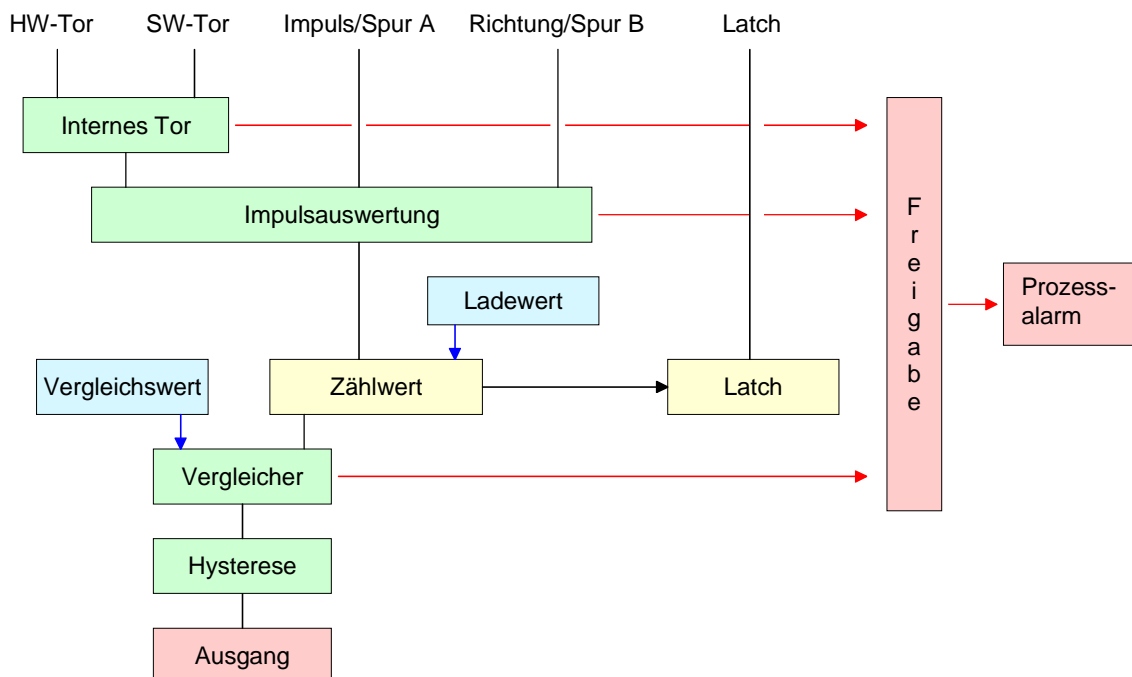 HW-Tor SW-Tor Impuls/Spur A Richtung/Spur B Latch
Internes Tor
Impulsauswertung
Ladewert
Vergleichswert Zählwert Latch
Vergleicher
Hysterese
Ausgang
F
r
e
i
g
a
b
e
Prozess-
alarm